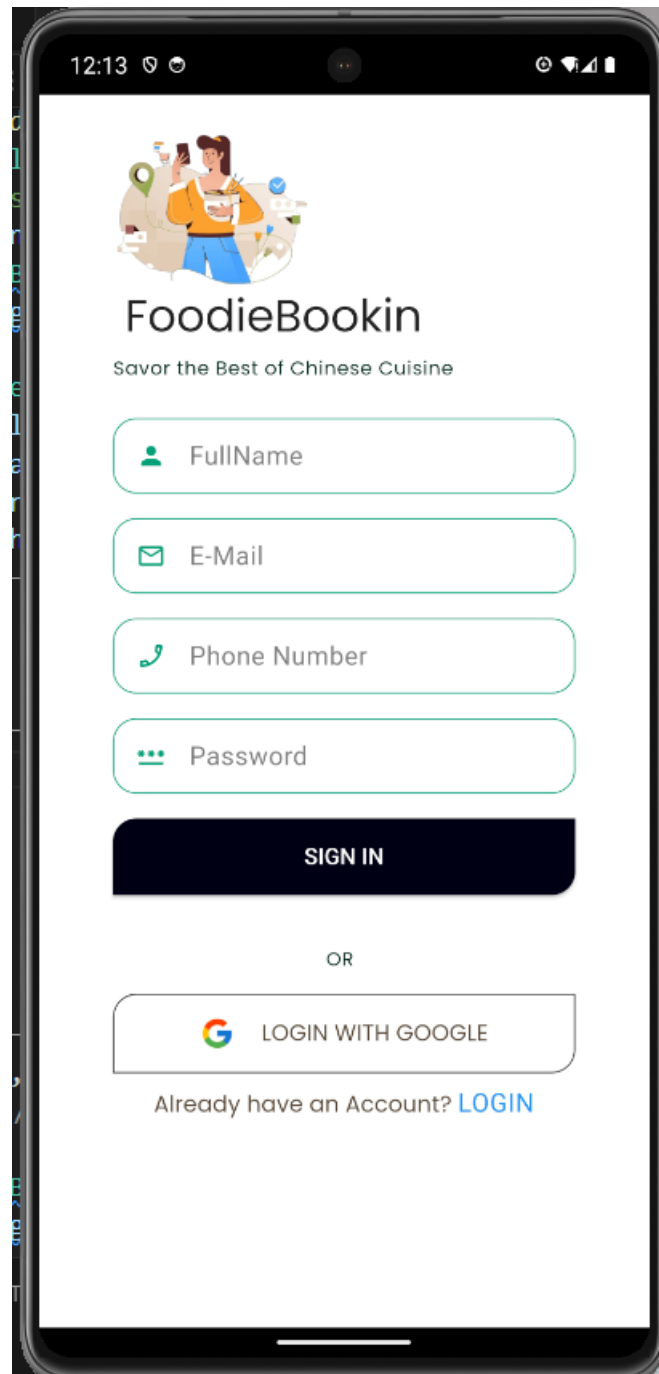 12:13
FoodieBookin
Savor the Best of Chinese Cuisine
FullName
E-Mail
Phone Number
Password
SIGN IN
OR
G LOGIN WITH GOOGLE
Already have an Account? LOGIN